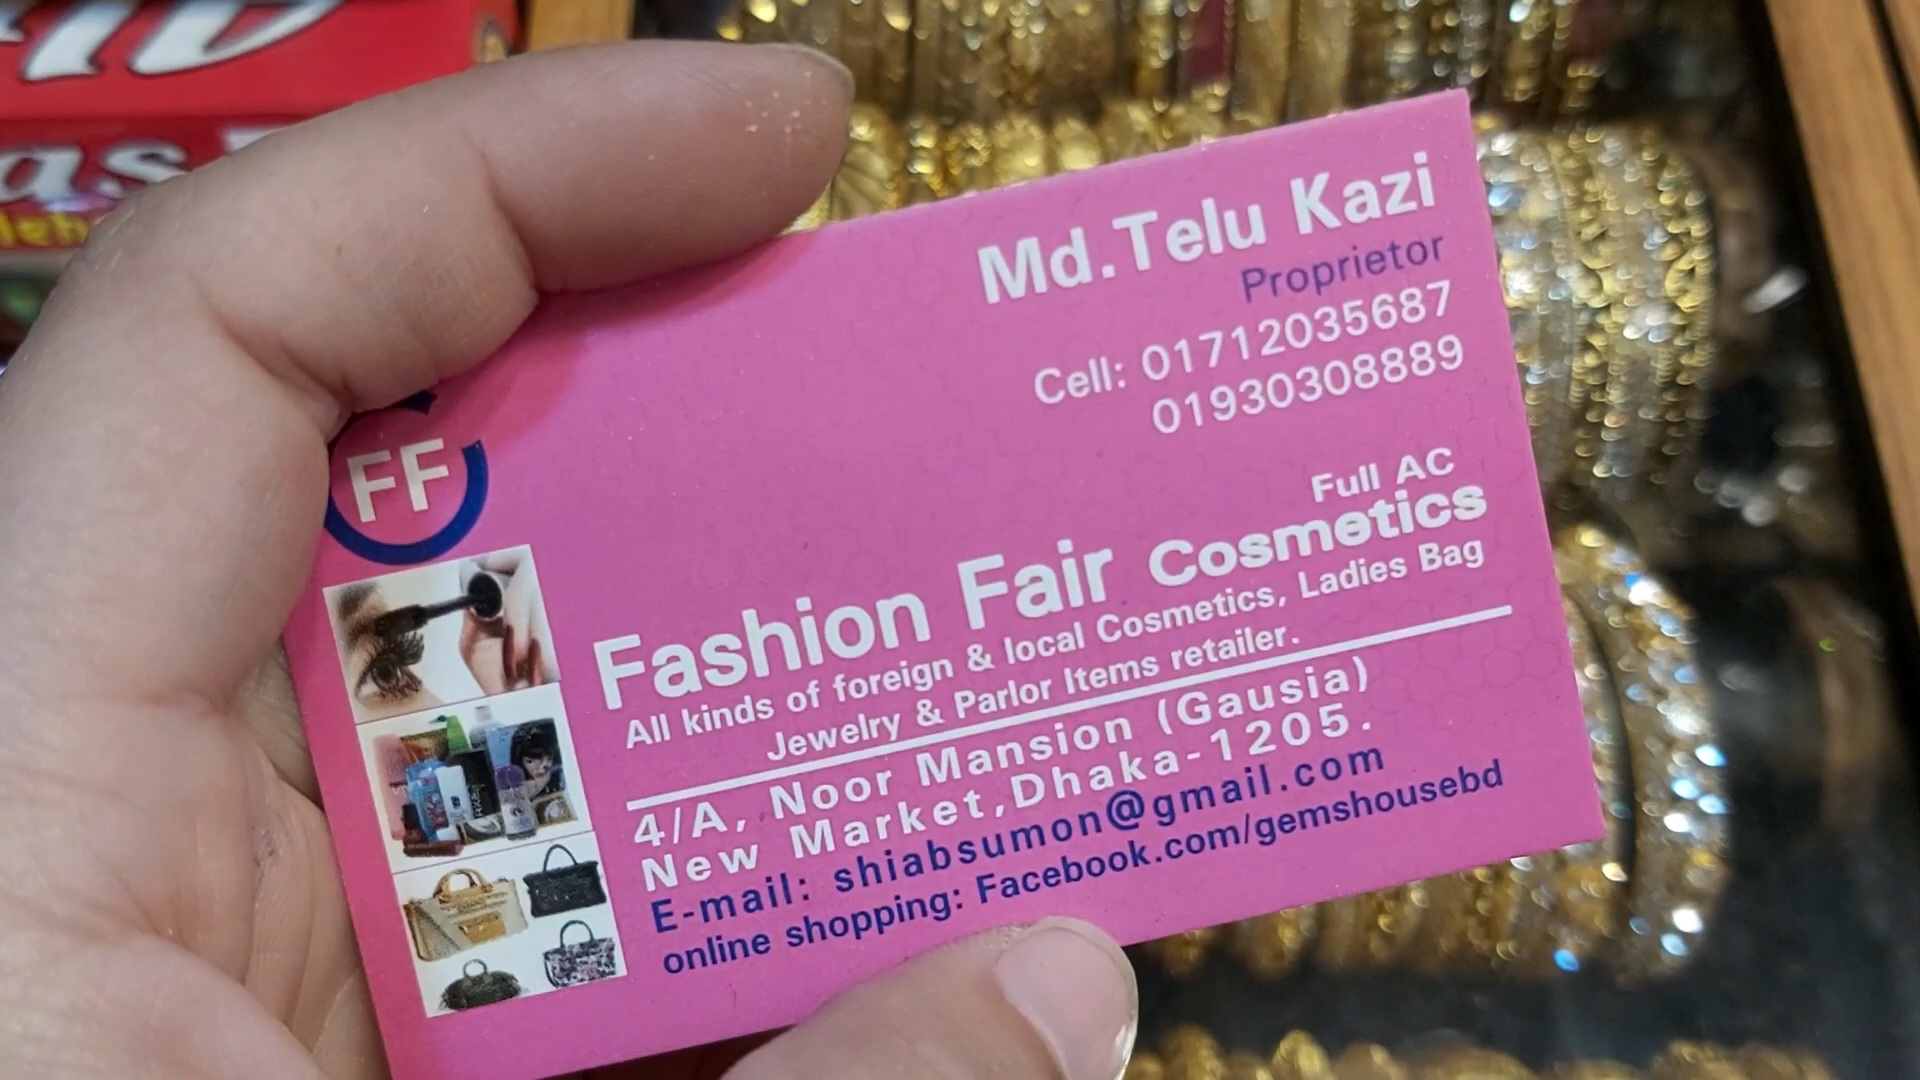 Md.Telu Kazi
Proprietor
Cell: 01712035687
01930308889
FF
Full AC
Fashion Fair Cosmetics
All kinds of foreign & local Cosmetics, Ladies Bag
Jewelry & Parlor Items retailer.
4/A, Noor Mansion (Gausia)
New Market,Dhaka-1205.
E-mail: shiabsumon@gmail.com
online shopping: Facebook.com/gemshousebd